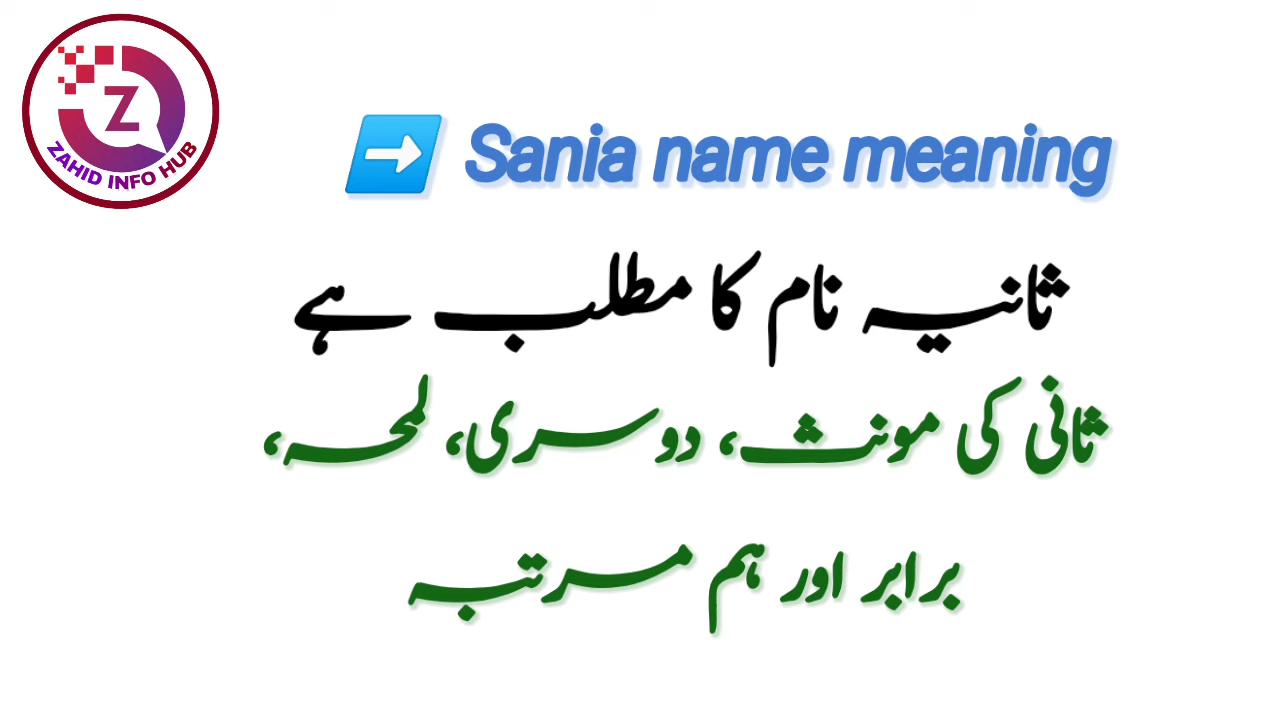 Z
ZAHID INFO HUB
➡️ Sania name meaning
ثانیہ نام کا مطلب ہے
ثانی کی مونث، دوسری، لمحہ،
برابر اور ہم مرتبہ